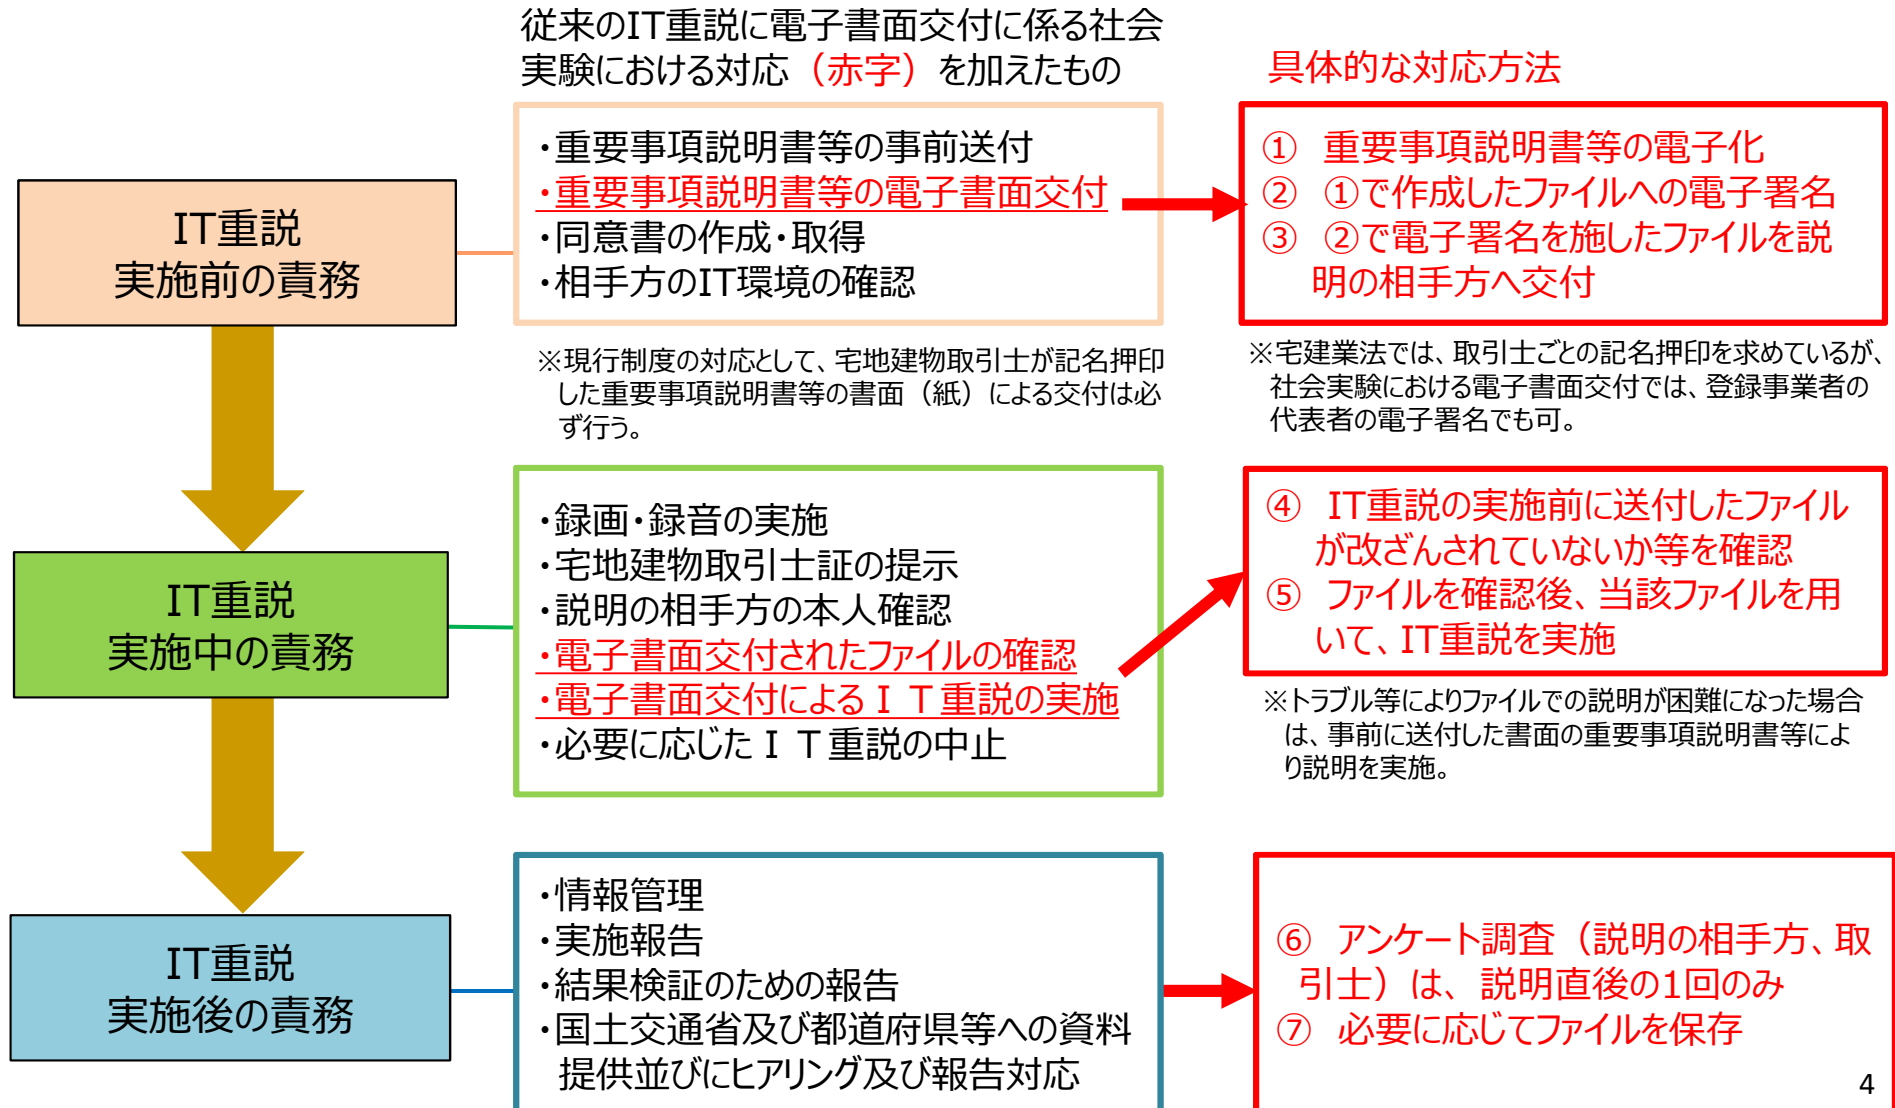 従来のIT重説に電子書面交付に係る社会
実験における対応（赤字）を加えたもの
具体的な対応方法
IT重説
実施前の責務
・重要事項説明書等の事前送付
・重要事項説明書等の電子書面交付
・同意書の作成・取得
・相手方のIT環境の確認
① 重要事項説明書等の電子化
② ①で作成したファイルへの電子署名
③ ②で電子署名を施したファイルを説
明の相手方へ交付
※現行制度の対応として、宅地建物取引士が記名押印
した重要事項説明書等の書面（紙）による交付は必
ず行う。
※宅建業法では、取引士ごとの記名押印を求めているが、
社会実験における電子書面交付では、登録事業者の
代表者の電子署名でも可。
IT重説
実施中の責務
・録画・録音の実施
・宅地建物取引士証の提示
・説明の相手方の本人確認
・電子書面交付されたファイルの確認
・電子書面交付によるＩＴ重説の実施
・必要に応じたＩＴ重説の中止
④ IT重説の実施前に送付したファイル
が改ざんされていないか等を確認
⑤ ファイルを確認後、当該ファイルを用
いて、IT重説を実施
※トラブル等によりファイルでの説明が困難になった場合
は、事前に送付した書面の重要事項説明書等によ
り説明を実施。
IT重説
実施後の責務
・情報管理
・実施報告
・結果検証のための報告
・国土交通省及び都道府県等への資料
提供並びにヒアリング及び報告対応
⑥ アンケート調査（説明の相手方、取
引士）は、説明直後の1回のみ
⑦ 必要に応じてファイルを保存
4